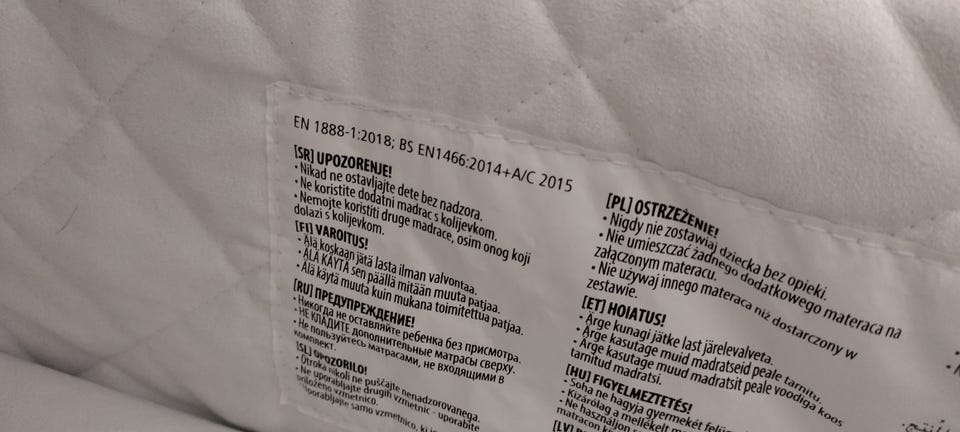 EN 1888-1:2018; BS EN1466:2014+A/C 2015
[SR] UPOZORENJE!
• Nikad ne ostavljajte dete bez nadzora.
• Ne koristite dodatni madrac s kolijevkom.
• Nemojte koristiti druge madrace, osim onog koji
dolazi s kolijevkom.
[FI] VAROITUS!
• Älä koskaan jätä lasta ilman valvontaa.
• ÄLÄ KÄYTÄ sen päällä mitään muuta patjaa.
• Älä käytä muuta kuin mukana toimitettua patjaa.
[RU] ПРЕДУПРЕЖДЕНИЕ!
• Никогда не оставляйте ребенка без присмотра.
• НЕ КЛАДИТЕ дополнительные матрасы сверху.
• Не пользуйтесь матрасами, не входящими в
комплект.
[SL] OPOZORILO!
• Otroka nikoli ne puščajte nenadzorovanega.
• Ne uporabljajte drugih vzmetnic - uporabite
priloženo vzmetnico.
uporabljajte samo vzmetnico, ki
[PL] OSTRZEŻENIE!
• Nigdy nie zostawiaj dziecka bez opieki.
• Nie umieszczać żadnego dodatkowego materaca na
załączonym materacu.
• Nie używaj innego materaca niż dostarczony w
zestawie.
[ET] HOIATUS!
• Ärge kunagi jätke last järelevalveta.
• Ärge kasutage muid madratseid peale tarnitu.
• Ärge kasutage muud madratsit peale voodiga koos
tarnitud madratsi.
[HU] FIGYELMEZTETÉS!
• Soha ne hagyja gyermekét
• Kizárólag a mellékelt
• Ne használjon
matracon
[LV]